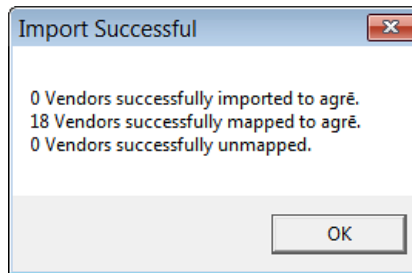 Import Successful
0 Vendors successfully imported to agrē.
18 Vendors successfully mapped to agrē.
0 Vendors successfully unmapped.
OK